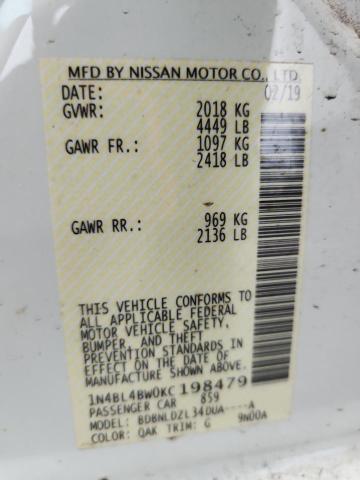 MFD BY NISSAN MOTOR CO., LTD.
DATE: 02/19
GVWR: 2018 KG
4449 LB
GAWR FR.: 1097 KG
2418 LB
GAWR RR.: 969 KG
2136 LB
THIS VEHICLE CONFORMS TO
ALL APPLICABLE FEDERAL
MOTOR VEHICLE SAFETY,
BUMPER, AND THEFT
PREVENTION STANDARDS IN
EFFECT ON THE DATE OF
MANUFACTURE SHOWN ABOVE.
1N4BL4BW0KC198479
PASSENGER CAR 859
MODEL: BDBNLDZL34DUA----A
COLOR: QAK TRIM: G 9N00A